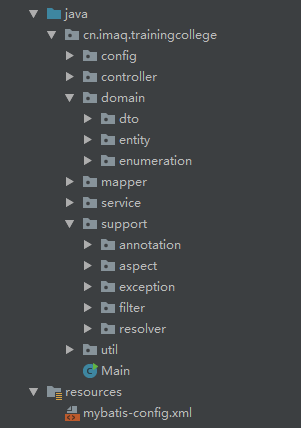 java
cn.imaq.trainingcollege
config
controller
domain
dto
entity
enumeration
mapper
service
support
annotation
aspect
exception
filter
resolver
util
Main
resources
mybatis-config.xml